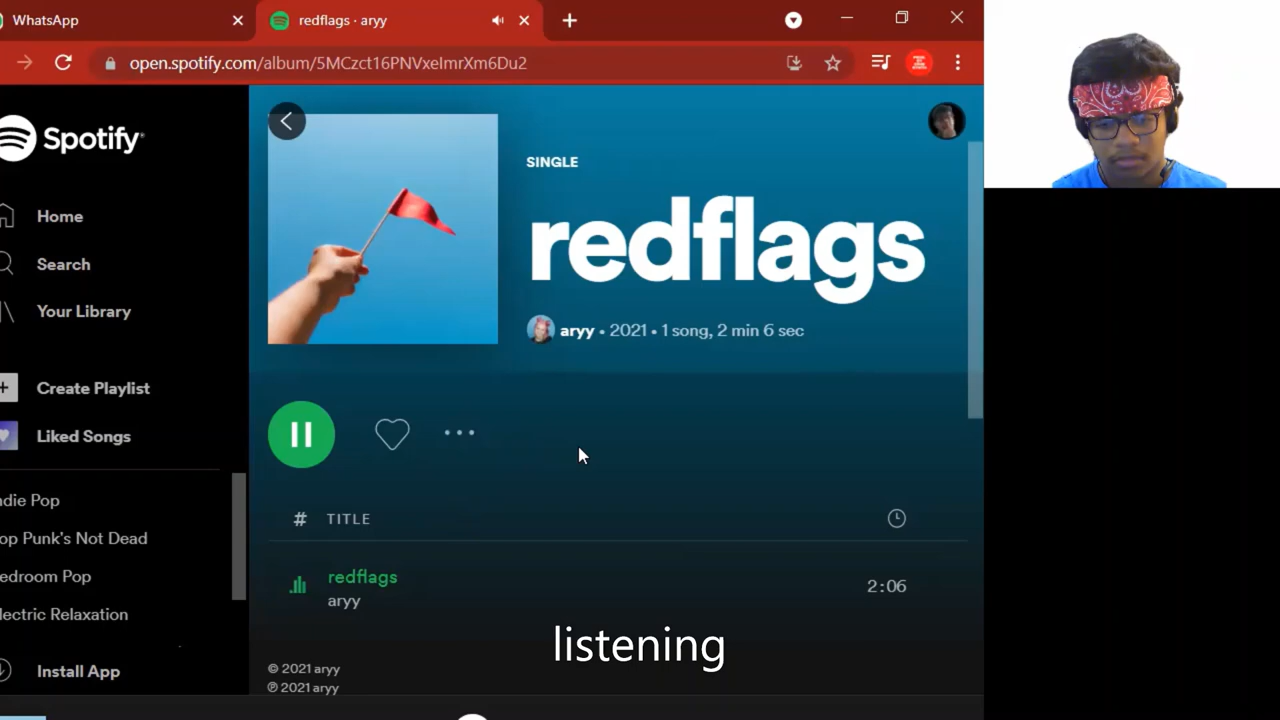 WhatsApp
redflags · aryy
open.spotify.com/album/5MCzct16PNVxeImrXm6Du2
Spotify
Home
Search
Your Library
Create Playlist
Liked Songs
ndie Pop
op Punk's Not Dead
edroom Pop
lectric Relaxation
Install App
SINGLE
redflags
aryy • 2021 • 1 song, 2 min 6 sec
# TITLE
redflags
aryy
2:06
listening
© 2021 aryy
℗ 2021 aryy